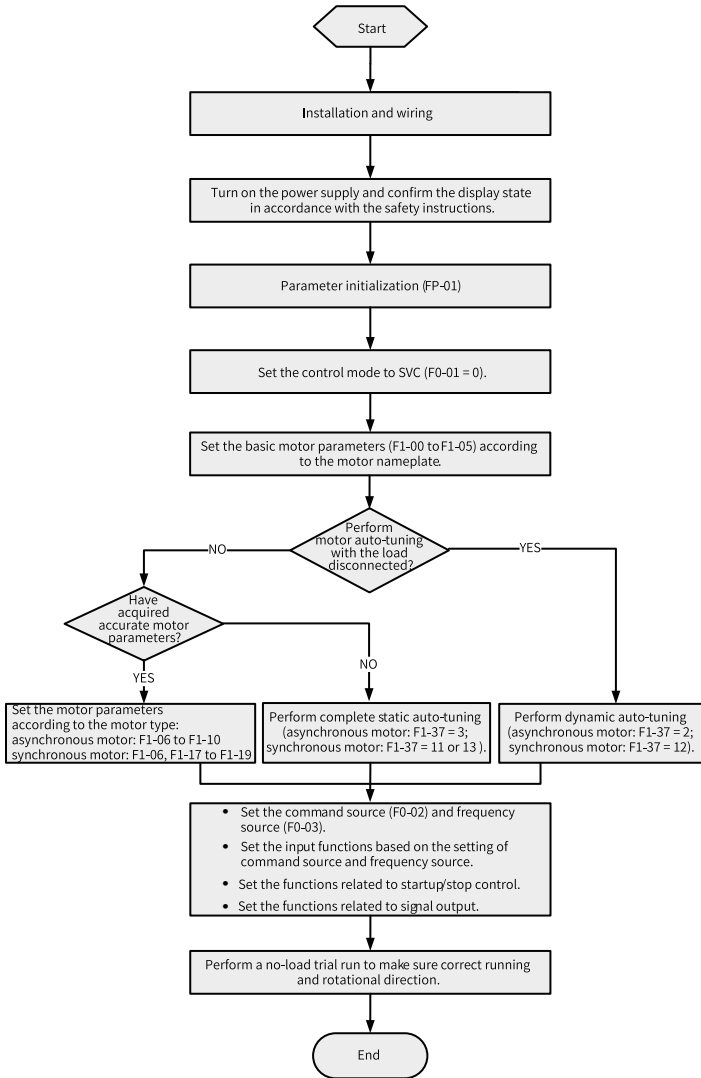 Start
Installation and wiring
Turn on the power supply and confirm the display state
in accordance with the safety instructions.
Parameter initialization (FP-01)
Set the control mode to SVC (F0-01 = 0).
Set the basic motor parameters (F1-00 to F1-05) according
to the motor nameplate.
Perform
motor auto-tuning
with the load
disconnected?
NO
YES
Have
acquired
accurate motor
parameters?
YES
NO
Set the motor parameters
according to the motor type:
asynchronous motor: F1-06 to F1-10
synchronous motor: F1-06, F1-17 to F1-19
Perform complete static auto-tuning
(asynchronous motor: F1-37 = 3;
synchronous motor: F1-37 = 11 or 13 ).
Perform dynamic auto-tuning
(asynchronous motor: F1-37 = 2;
synchronous motor: F1-37 = 12).
• Set the command source (F0-02) and frequency
source (F0-03).
• Set the input functions based on the setting of
command source and frequency source.
• Set the functions related to startup/stop control.
• Set the functions related to signal output.
Perform a no-load trial run to make sure correct running
and rotational direction.
End